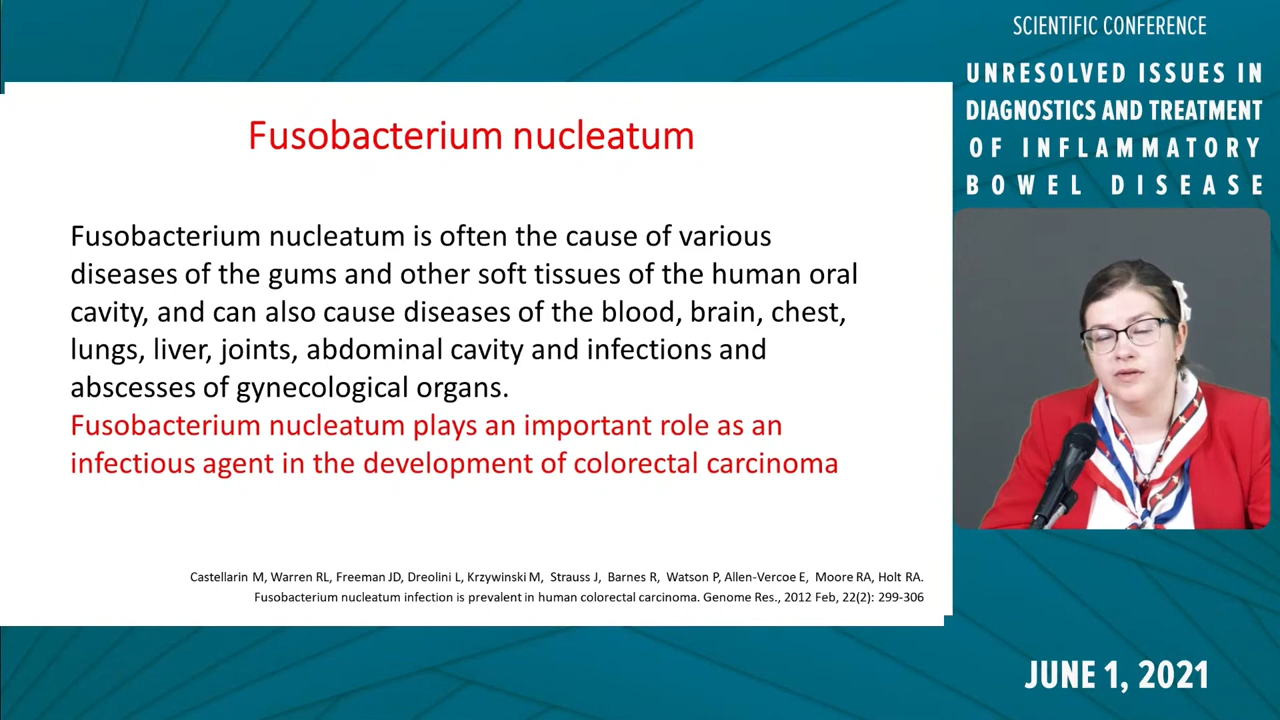 Fusobacterium nucleatum
Fusobacterium nucleatum is often the cause of various
diseases of the gums and other soft tissues of the human oral
cavity, and can also cause diseases of the blood, brain, chest,
lungs, liver, joints, abdominal cavity and infections and
abscesses of gynecological organs.
Fusobacterium nucleatum plays an important role as an
infectious agent in the development of colorectal carcinoma
Castellarin M, Warren RL, Freeman JD, Dreolini L, Krzywinski M, Strauss J, Barnes R, Watson P, Allen-Vercoe E, Moore RA, Holt RA.
Fusobacterium nucleatum infection is prevalent in human colorectal carcinoma. Genome Res., 2012 Feb, 22(2): 299-306
SCIENTIFIC CONFERENCE
UNRESOLVED ISSUES IN
DIAGNOSTICS AND TREATMENT
OF INFLAMMATORY
BOWEL DISEASE
JUNE 1, 2021